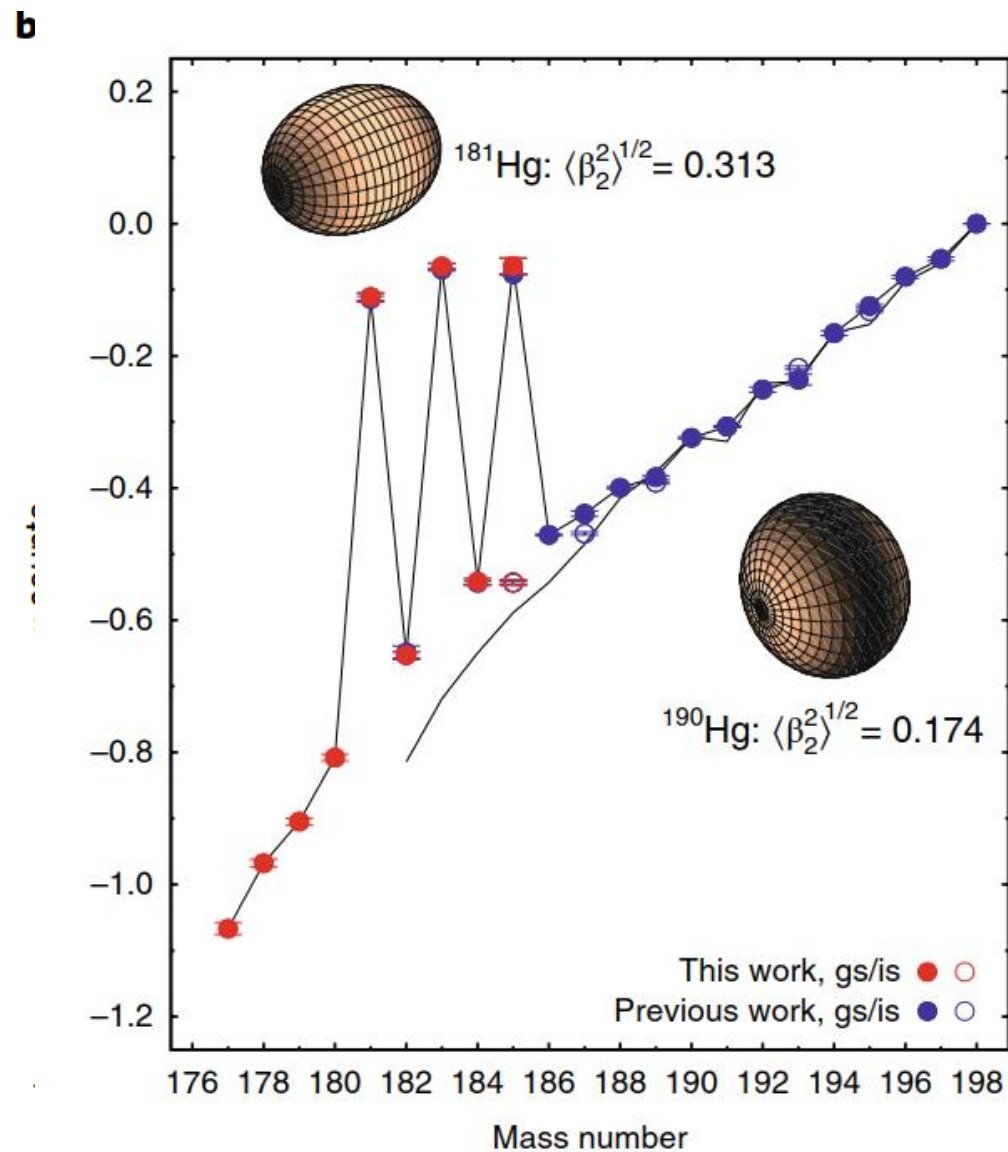 b
0.2
0.0
−0.2
−0.4
−0.6
−0.8
−1.0
−1.2
181Hg: ⟨β₂²⟩1/2= 0.313
190Hg: ⟨β₂²⟩1/2= 0.174
This work, gs/is
Previous work, gs/is
176 178 180 182 184 186 188 190 192 194 196 198
Mass number